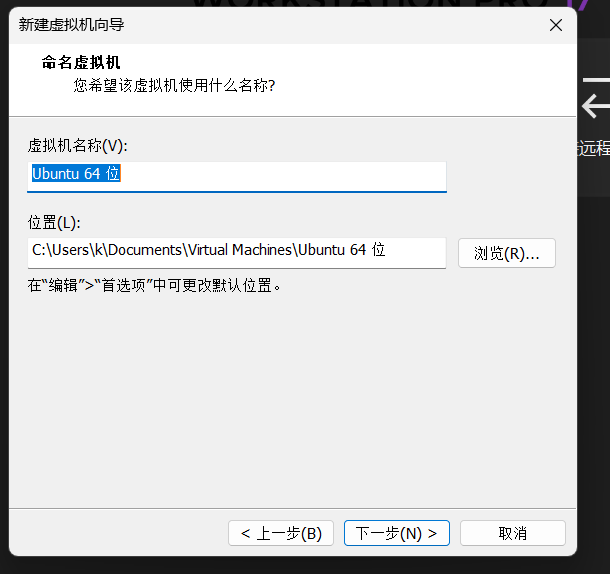 WORKSTATION PRO 17
新建虚拟机向导
命名虚拟机
您希望该虚拟机使用什么名称?
虚拟机名称(V):
Ubuntu 64 位
位置(L):
C:\Users\k\Documents\Virtual Machines\Ubuntu 64 位
浏览(R)...
在“编辑”>“首选项”中可更改默认位置。
< 上一步(B)
下一步(N) >
取消
远程